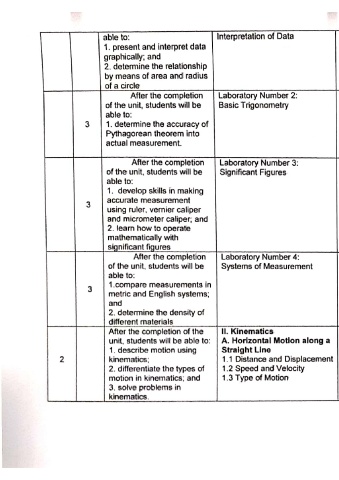 able to:
1. present and interpret data
graphically; and
2. determine the relationship
by means of area and radius
of a circle
Interpretation of Data
3
After the completion
of the unit, students will be
able to:
1. determine the accuracy of
Pythagorean theorem into
actual measurement.
Laboratory Number 2:
Basic Trigonometry
3
After the completion
of the unit, students will be
able to:
1. develop skills in making
accurate measurement
using ruler, vernier caliper
and micrometer caliper; and
2. learn how to operate
mathematically with
significant figures
Laboratory Number 3:
Significant Figures
3
After the completion
of the unit, students will be
able to:
1.compare measurements in
metric and English systems;
and
2. determine the density of
different materials
Laboratory Number 4:
Systems of Measurement
2
After the completion of the
unit, students will be able to:
1. describe motion using
kinematics;
2. differentiate the types of
motion in kinematics; and
3. solve problems in
kinematics.
II. Kinematics
A. Horizontal Motion along a
Straight Line
1.1 Distance and Displacement
1.2 Speed and Velocity
1.3 Type of Motion